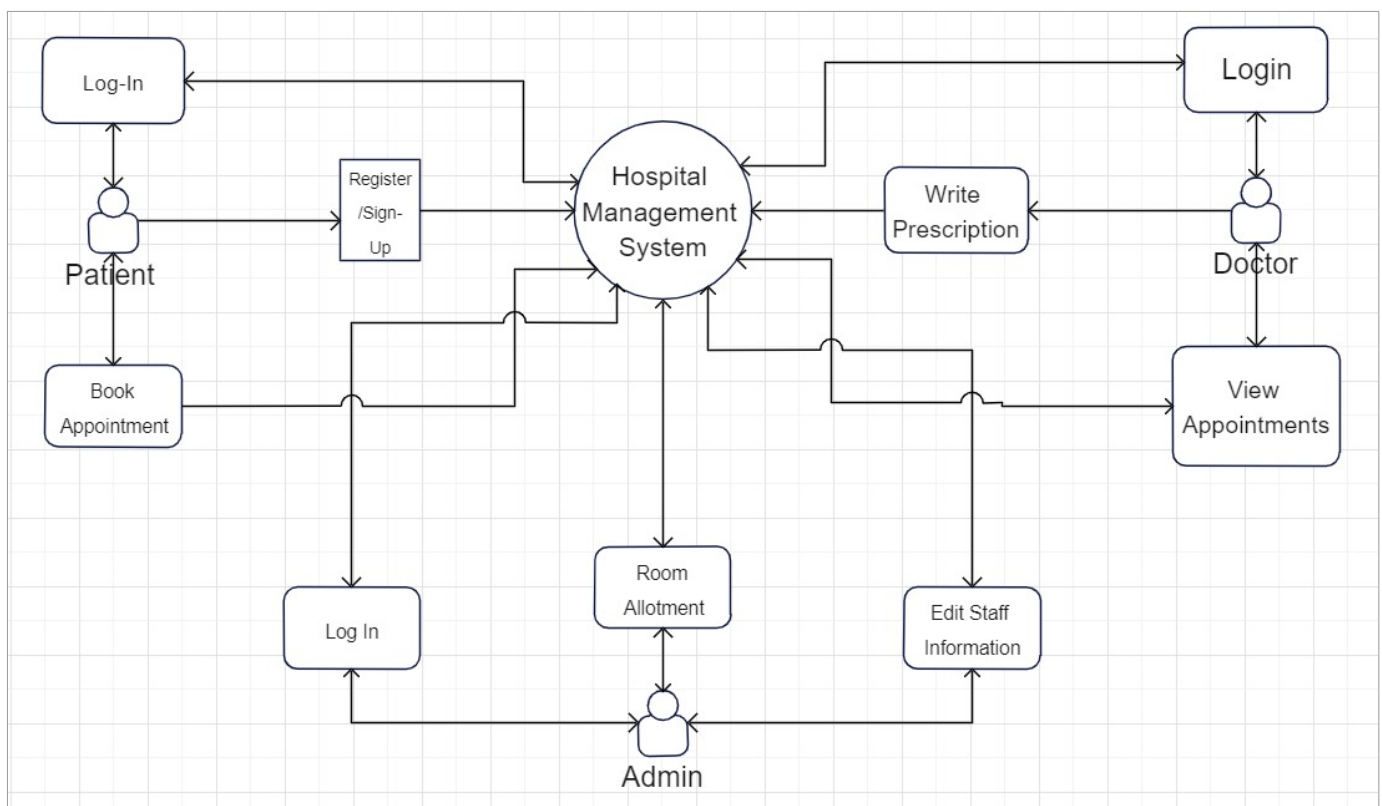 Log-In
Login
Register
/Sign-
Up
Hospital
Management
System
Write
Prescription
Patient
Doctor
Book
Appointment
View
Appointments
Log In
Room
Allotment
Edit Staff
Information
Admin